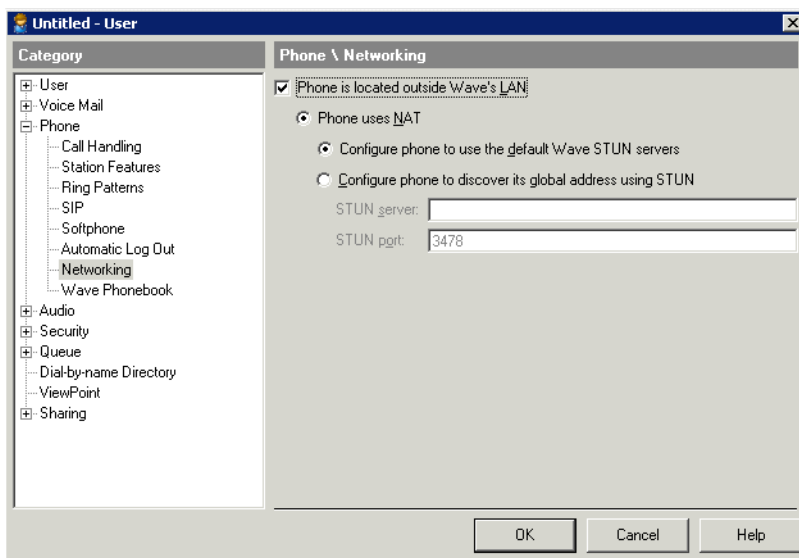 Untitled - User
Category
User
Voice Mail
Phone
Call Handling
Station Features
Ring Patterns
SIP
Softphone
Automatic Log Out
Networking
Wave Phonebook
Audio
Security
Queue
Dial-by-name Directory
ViewPoint
Sharing
Phone \ Networking
Phone is located outside Wave's LAN
Phone uses NAT
Configure phone to use the default Wave STUN servers
Configure phone to discover its global address using STUN
STUN server:
STUN port: 3478
OK Cancel Help